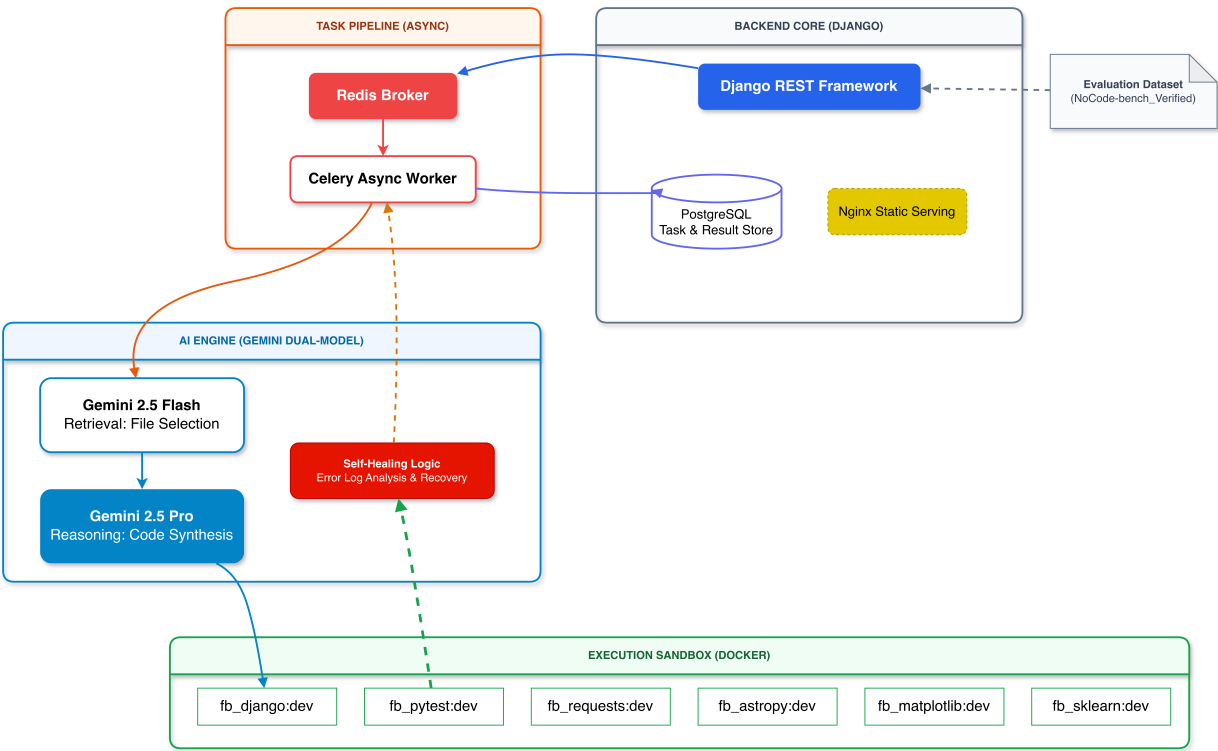 TASK PIPELINE (ASYNC)
Redis Broker
Celery Async Worker
BACKEND CORE (DJANGO)
Django REST Framework
PostgreSQL
Task & Result Store
Nginx Static Serving
Evaluation Dataset
(NoCode-bench_Verified)
AI ENGINE (GEMINI DUAL-MODEL)
Gemini 2.5 Flash
Retrieval: File Selection
Gemini 2.5 Pro
Reasoning: Code Synthesis
Self-Healing Logic
Error Log Analysis & Recovery
EXECUTION SANDBOX (DOCKER)
fb_django:dev
fb_pytest:dev
fb_requests:dev
fb_astropy:dev
fb_matplotlib:dev
fb_sklearn:dev